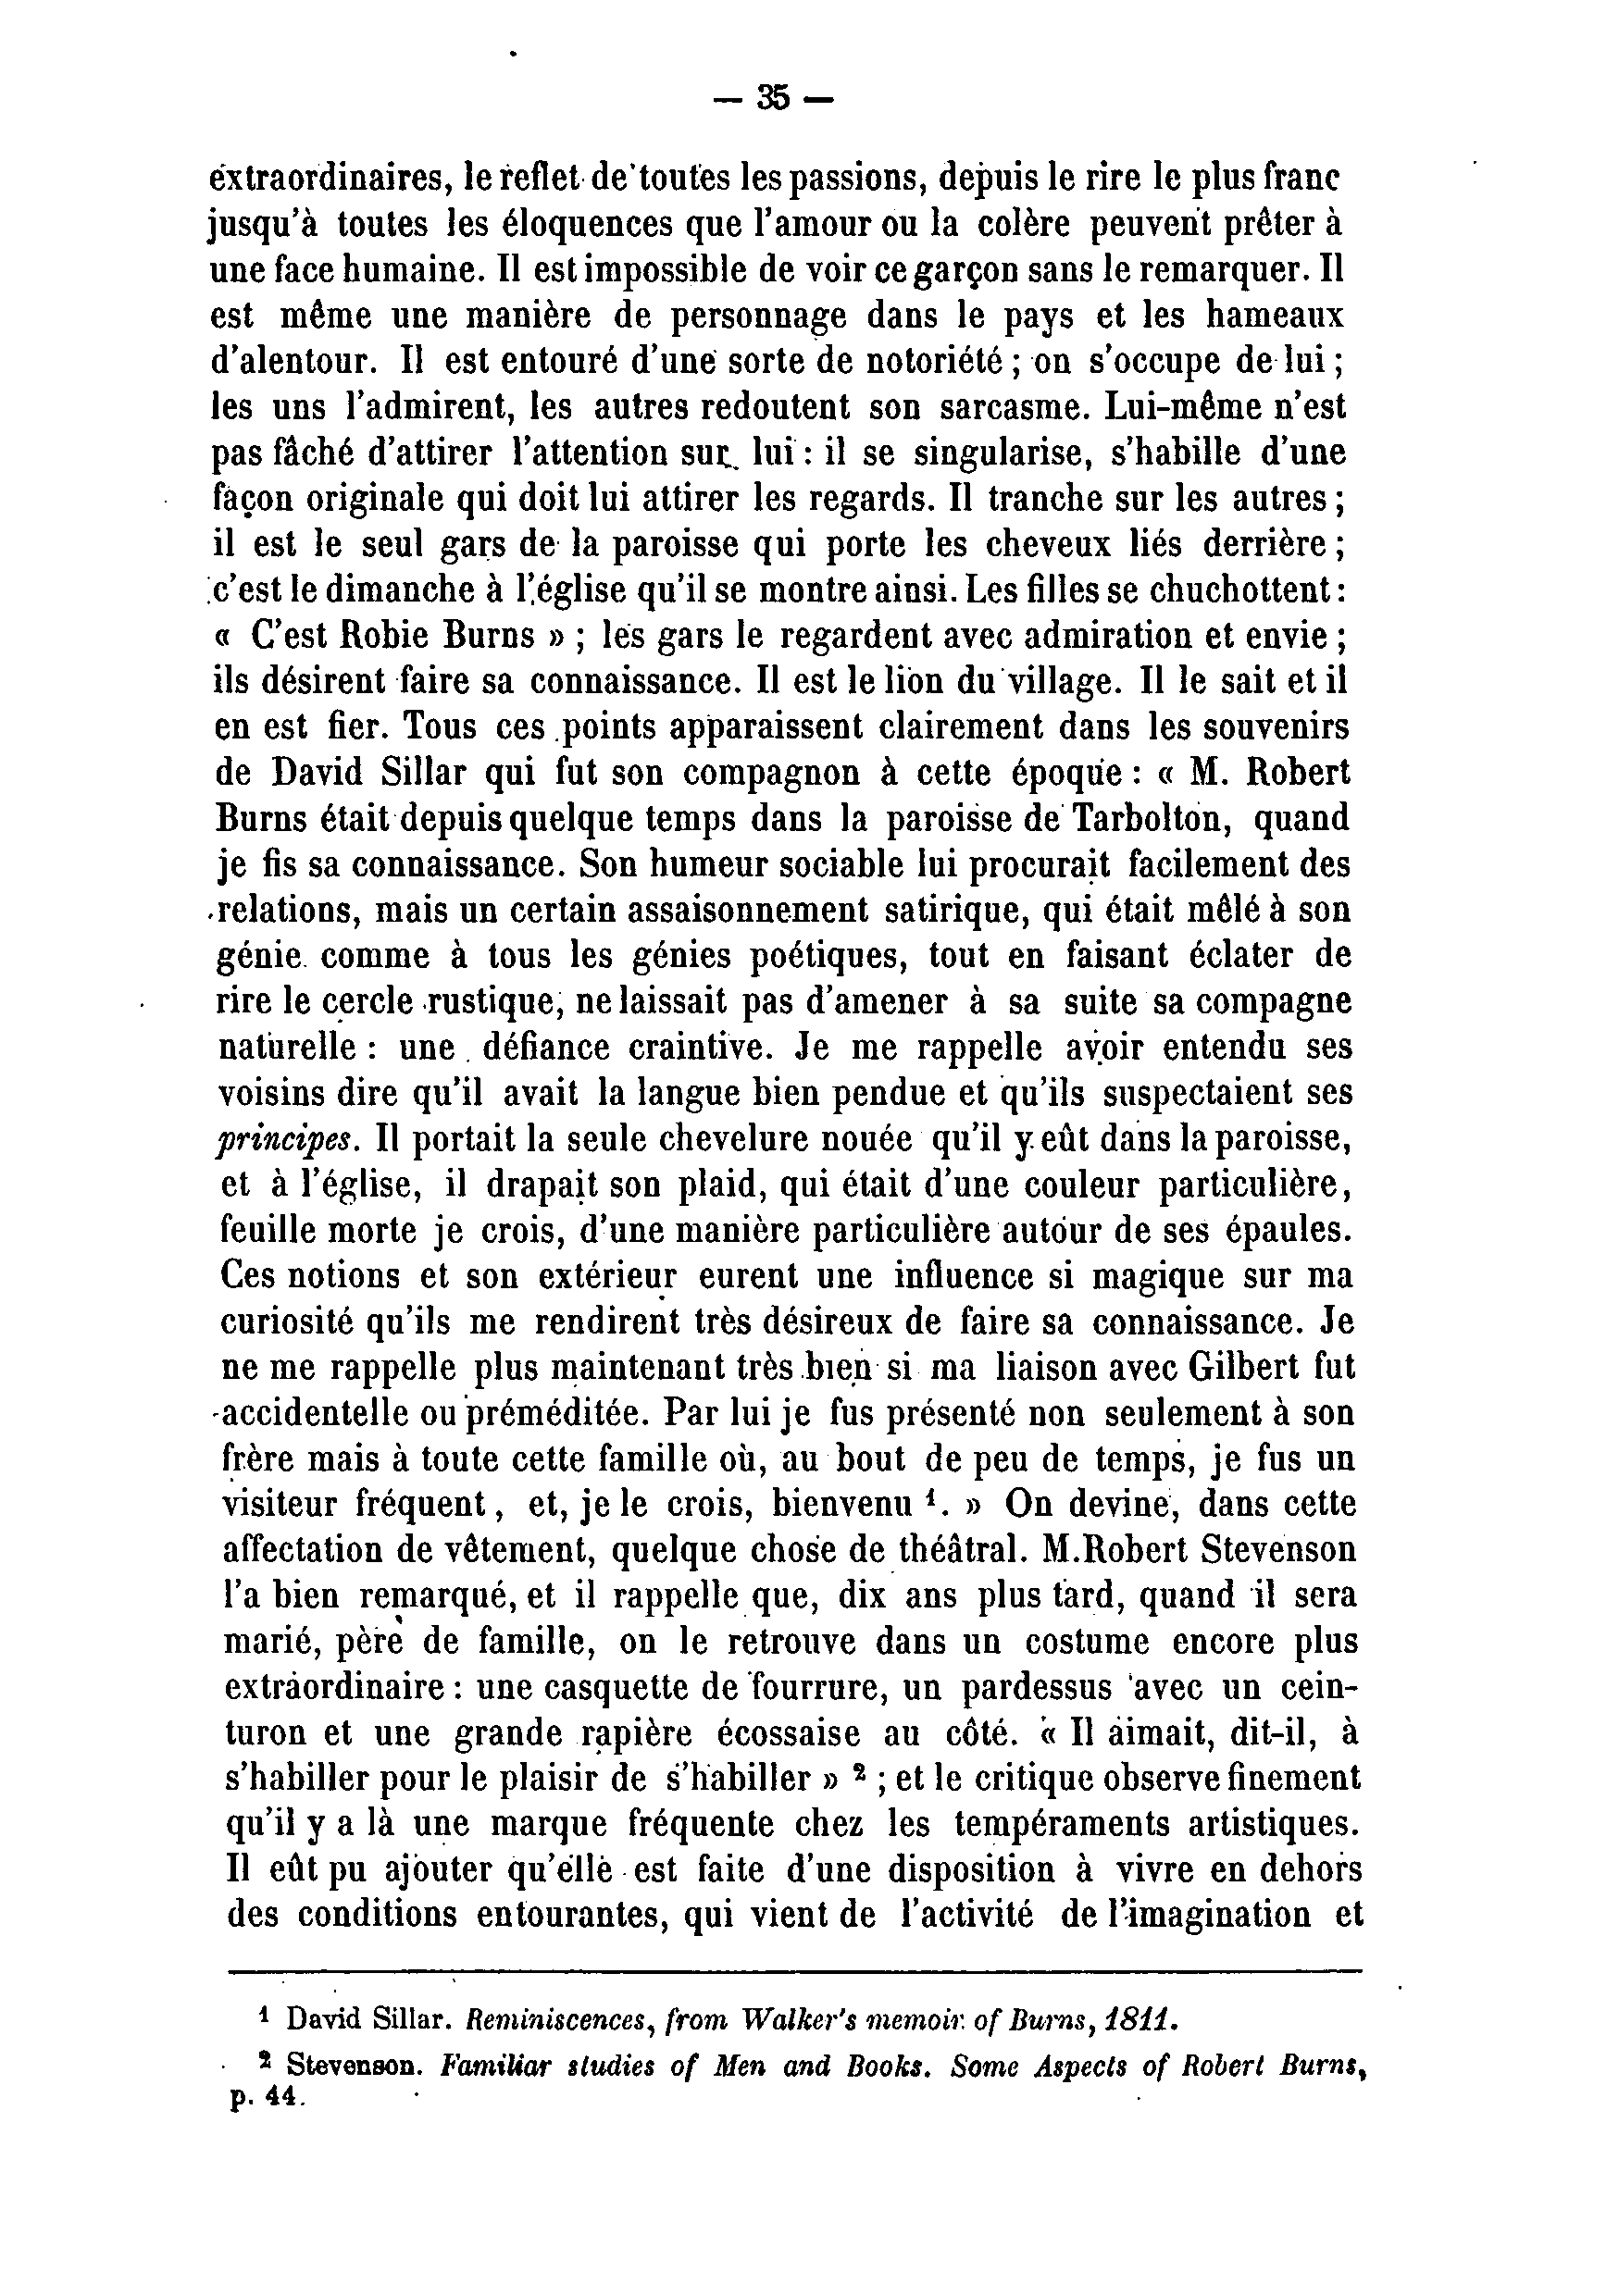 — 35 —
extraordinaires, le reflet de toutes les passions, depuis le rire le plus franc
jusqu'à toutes les éloquences que l'amour ou la colère peuvent prêter à
une face humaine. Il est impossible de voir ce garçon sans le remarquer. Il
est même une manière de personnage dans le pays et les hameaux
d'alentour. Il est entouré d'une sorte de notoriété ; on s'occupe de lui ;
les uns l'admirent, les autres redoutent son sarcasme. Lui-même n'est
pas fâché d'attirer l'attention sur lui : il se singularise, s'habille d'une
façon originale qui doit lui attirer les regards. Il tranche sur les autres ;
il est le seul gars de la paroisse qui porte les cheveux liés derrière ;
c'est le dimanche à l'église qu'il se montre ainsi. Les filles se chuchottent :
« C'est Robie Burns » ; les gars le regardent avec admiration et envie ;
ils désirent faire sa connaissance. Il est le lion du village. Il le sait et il
en est fier. Tous ces points apparaissent clairement dans les souvenirs
de David Sillar qui fut son compagnon à cette époque : « M. Robert
Burns était depuis quelque temps dans la paroisse de Tarbolton, quand
je fis sa connaissance. Son humeur sociable lui procurait facilement des
relations, mais un certain assaisonnement satirique, qui était mêlé à son
génie comme à tous les génies poétiques, tout en faisant éclater de
rire le cercle rustique, ne laissait pas d'amener à sa suite sa compagne
naturelle : une défiance craintive. Je me rappelle avoir entendu ses
voisins dire qu'il avait la langue bien pendue et qu'ils suspectaient ses
principes. Il portait la seule chevelure nouée qu'il y eût dans la paroisse,
et à l'église, il drapait son plaid, qui était d'une couleur particulière,
feuille morte je crois, d'une manière particulière autour de ses épaules.
Ces notions et son extérieur eurent une influence si magique sur ma
curiosité qu'ils me rendirent très désireux de faire sa connaissance. Je
ne me rappelle plus maintenant très bien si ma liaison avec Gilbert fut
accidentelle ou préméditée. Par lui je fus présenté non seulement à son
frère mais à toute cette famille où, au bout de peu de temps, je fus un
visiteur fréquent, et, je le crois, bienvenu ¹. » On devine, dans cette
affectation de vêtement, quelque chose de théâtral. M. Robert Stevenson
l'a bien remarqué, et il rappelle que, dix ans plus tard, quand il sera
marié, père de famille, on le retrouve dans un costume encore plus
extraordinaire : une casquette de fourrure, un pardessus avec un cein-
turon et une grande rapière écossaise au côté. « Il aimait, dit-il, à
s'habiller pour le plaisir de s'habiller » ² ; et le critique observe finement
qu'il y a là une marque fréquente chez les tempéraments artistiques.
Il eût pu ajouter qu'elle est faite d'une disposition à vivre en dehors
des conditions entourantes, qui vient de l'activité de l'imagination et
¹ David Sillar. Reminiscences, from Walker's memoir of Burns, 1811.
² Stevenson. Familiar studies of Men and Books. Some Aspects of Robert Burns,
p. 44.